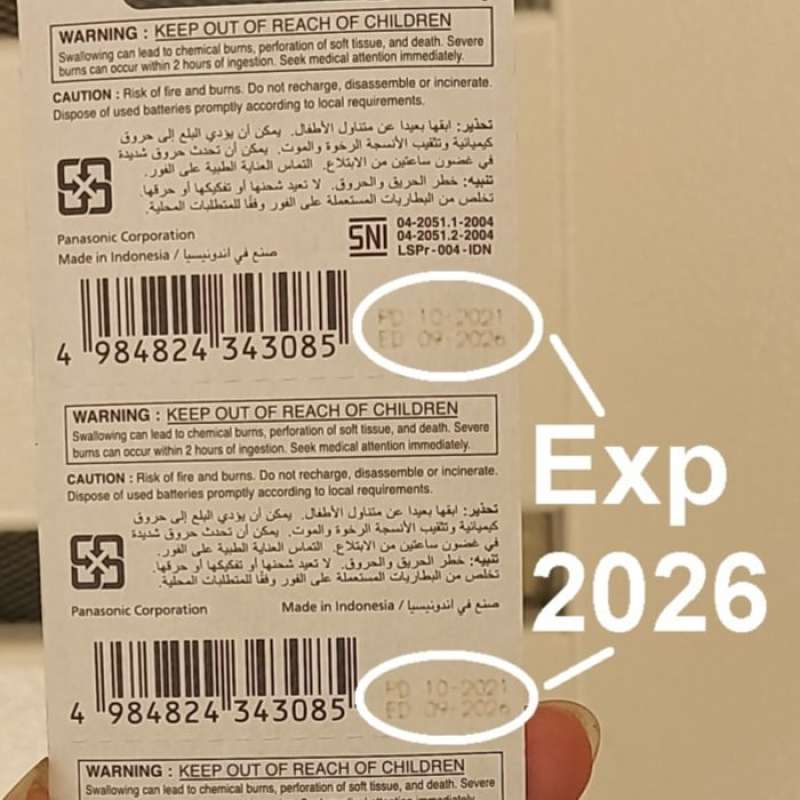 WARNING : KEEP OUT OF REACH OF CHILDREN
Swallowing can lead to chemical burns, perforation of soft tissue, and death. Severe
burns can occur within 2 hours of ingestion. Seek medical attention immediately.
CAUTION : Risk of fire and burns. Do not recharge, disassemble or incinerate.
Dispose of used batteries promptly according to local requirements.
تحذير: ابقها بعيدا عن متناول الأطفال. يمكن أن يؤدي البلع إلى حروق
كيميائية وتثقيب الأنسجة الرخوة والموت. يمكن أن تحدث حروق شديدة
في غضون ساعتين من الابتلاع. التماس العناية الطبية على الفور.
تنبيه: خطر الحريق والحروق. لا تعيد شحنها أو تفكيكها أو حرقها.
تخلص من البطاريات المستعملة على الفور وفقًا للمتطلبات المحلية.
SNI
04-2051.1-2004
04-2051.2-2004
LSPr-004-IDN
Panasonic Corporation
Made in Indonesia / صنع في أندونيسيا
PD 10-2021
ED 09-2026
4 984824 343085
Exp
2026
WARNING : KEEP OUT OF REACH OF CHILDREN
Swallowing can lead to chemical burns, perforation of soft tissue, and death. Severe
burns can occur within 2 hours of ingestion. Seek medical attention immediately.
CAUTION : Risk of fire and burns. Do not recharge, disassemble or incinerate.
Dispose of used batteries promptly according to local requirements.
تحذير: ابقها بعيدا عن متناول الأطفال. يمكن أن يؤدي البلع إلى حروق
كيميائية وتثقيب الأنسجة الرخوة والموت. يمكن أن تحدث حروق شديدة
في غضون ساعتين من الابتلاع. التماس العناية الطبية على الفور.
تنبيه: خطر الحريق والحروق. لا تعيد شحنها أو تفكيكها أو حرقها.
تخلص من البطاريات المستعملة على الفور وفقًا للمتطلبات المحلية.
Panasonic Corporation
Made in Indonesia / صنع في أندونيسيا
PD 10-2021
ED 09-2026
4 984824 343085
WARNING : KEEP OUT OF REACH OF CHILDREN
Swallowing can lead to chemical burns, perforation of soft tissue, and death. Severe